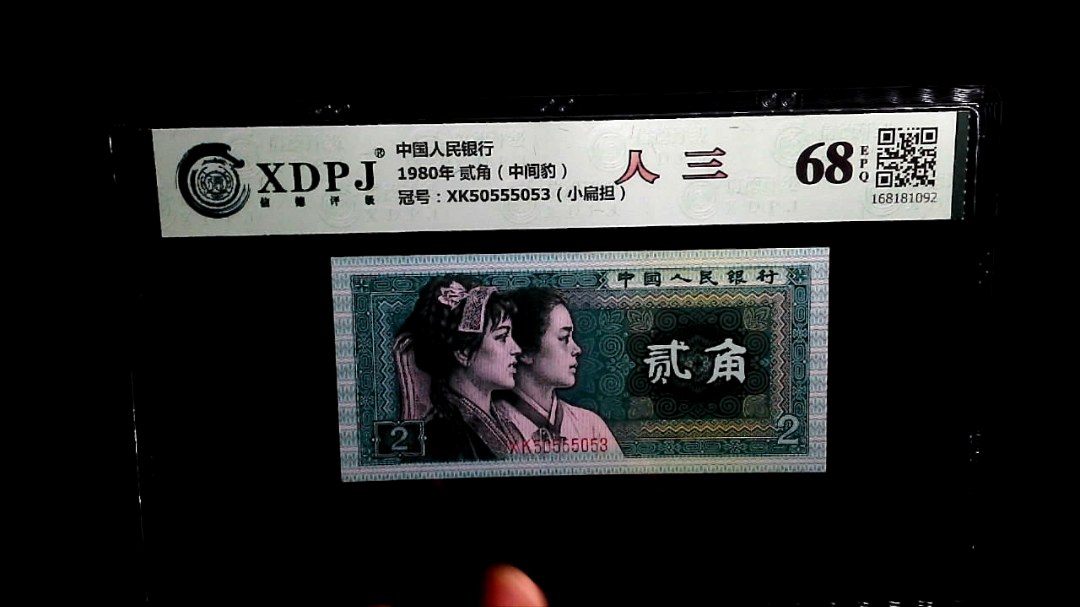 XDPJ®
信德评级
中国人民银行
1980年 贰角（中间豹）
冠号：XK50555053（小扁担）
人三
68
EPQ
168181092
中国人民银行
贰角
2
2
XK50555053